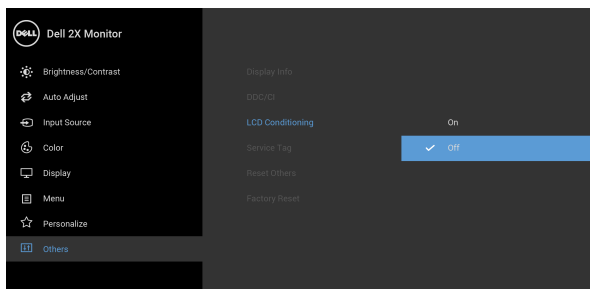 DELL Dell 2X Monitor
Brightness/Contrast
Auto Adjust
Input Source
Color
Display
Menu
Personalize
Others
Display Info
DDC/CI
LCD Conditioning
Service Tag
Reset Others
Factory Reset
On
Off